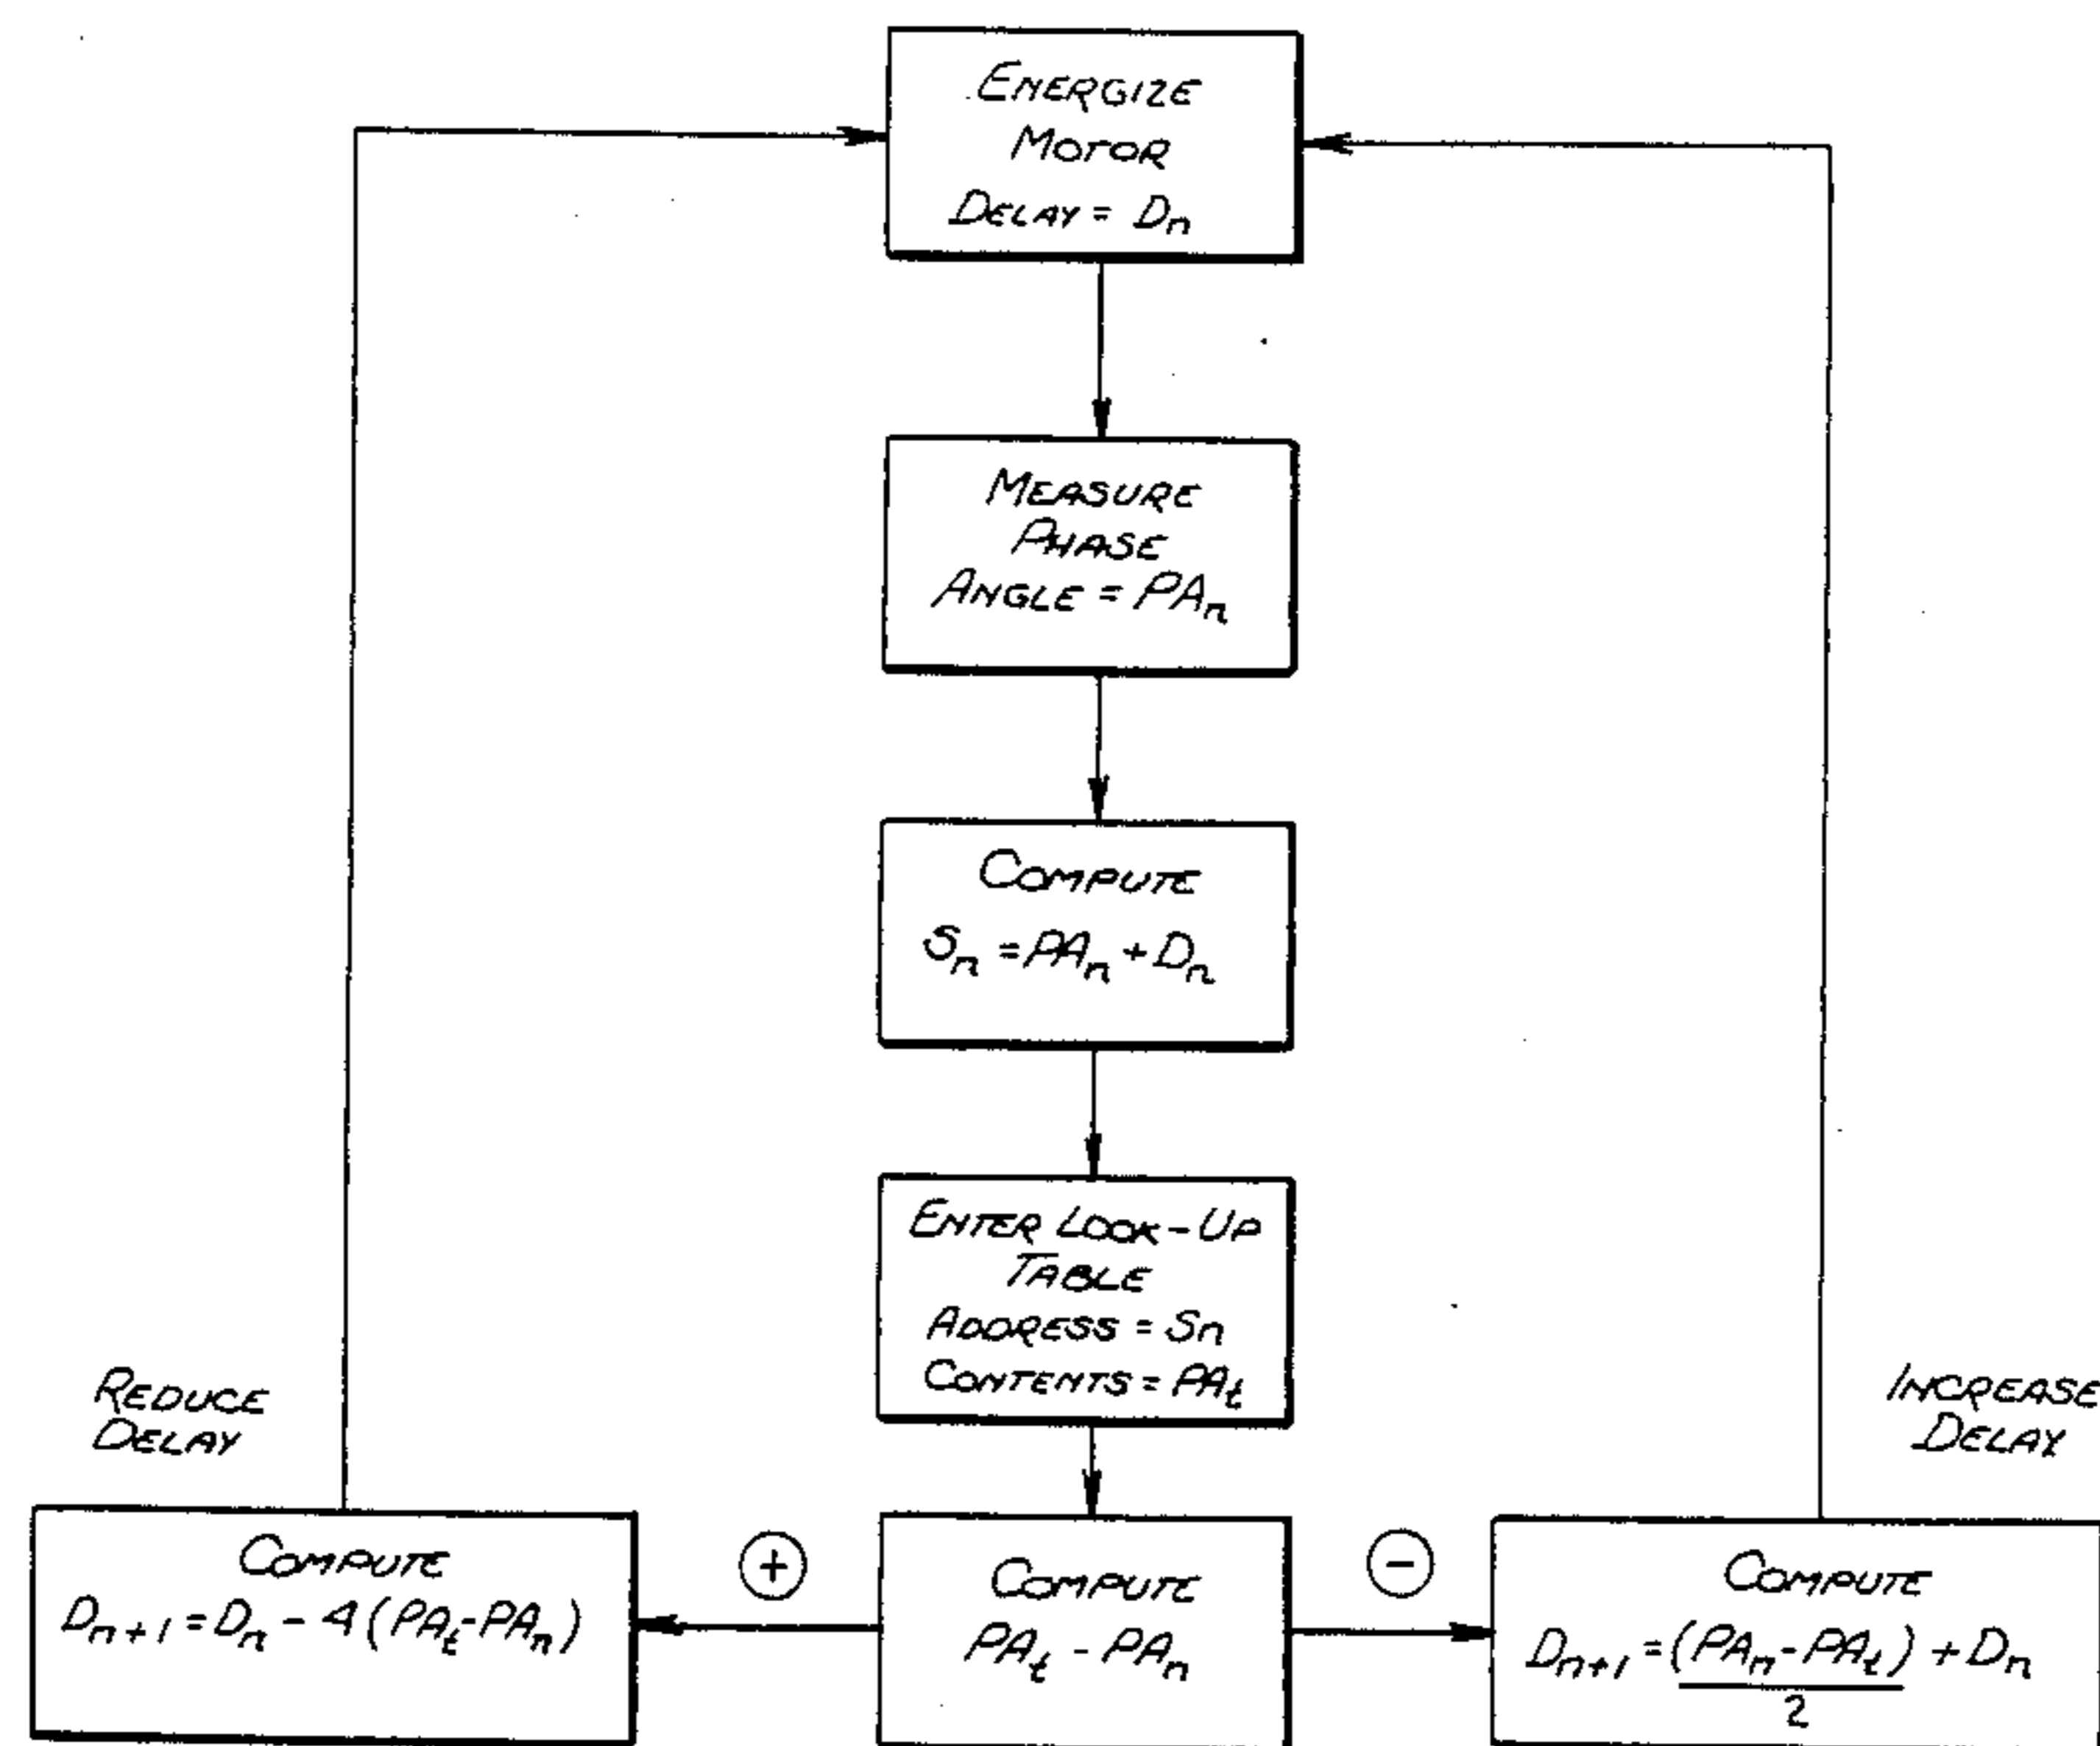 ENERGIZE
MOTOR
DELAY = Dₙ
MEASURE
PHASE
ANGLE = PAₙ
COMPUTE
Sₙ = PAₙ + Dₙ
ENTER LOOK-UP
TABLE
ADDRESS = Sₙ
CONTENTS = PAₜ
REDUCE
DELAY
INCREASE
DELAY
COMPUTE
Dₙ₊₁ = Dₙ - 4 (PAₜ - PAₙ)
+
COMPUTE
PAₜ - PAₙ
−
COMPUTE
Dₙ₊₁ = (PAₙ - PAₜ) + Dₙ
2